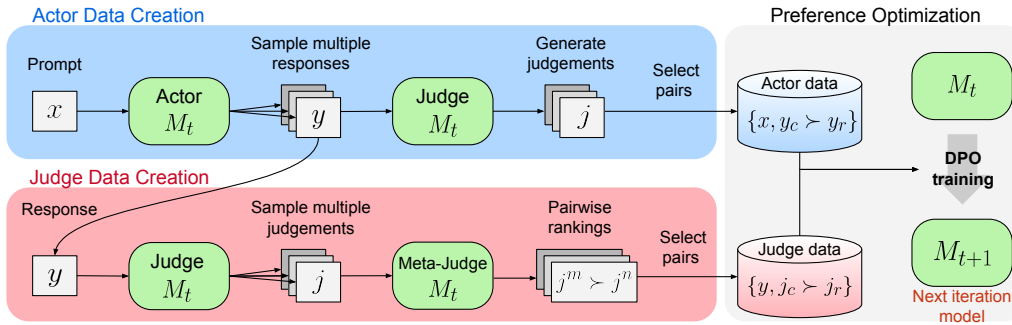 Actor Data Creation
Prompt
x
Actor
M_t
Sample multiple
responses
y
Judge
M_t
Generate
judgements
j
Select
pairs
Judge Data Creation
Response
y
Judge
M_t
Sample multiple
judgements
j
Meta-Judge
M_t
Pairwise
rankings
j^m ≻ j^n
Select
pairs
Preference Optimization
Actor data
{x, y_c ≻ y_r}
Judge data
{y, j_c ≻ j_r}
M_t
DPO
training
M_{t+1}
Next iteration
model